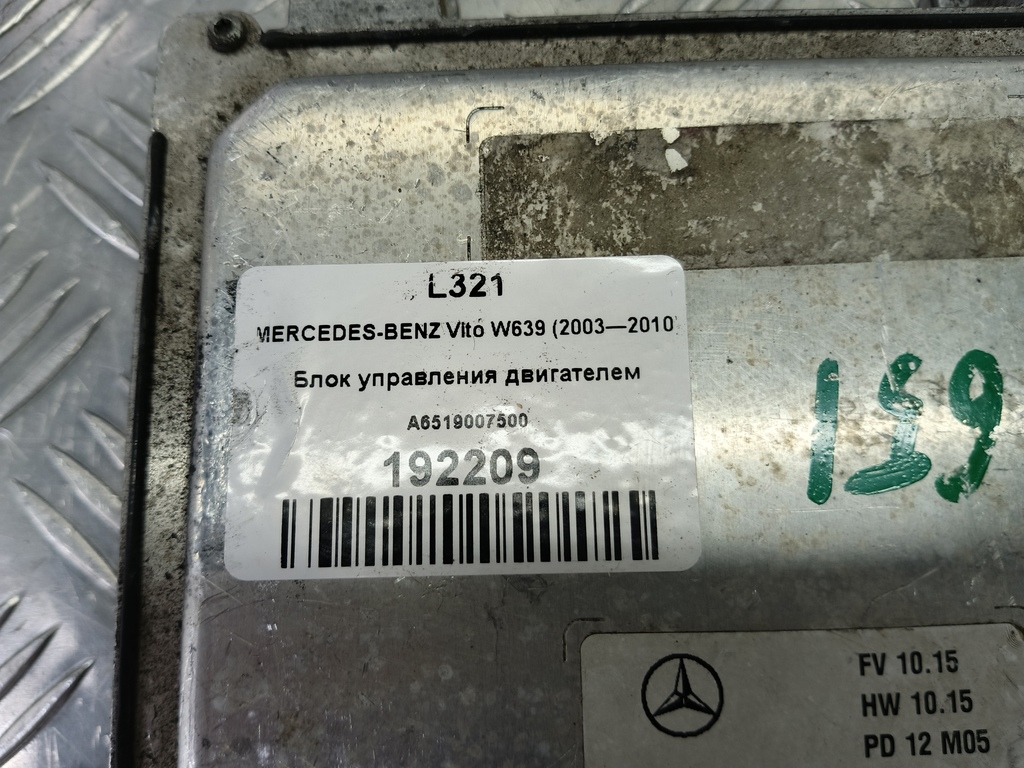 L321
MERCEDES-BENZ Vito W639 (2003—2010
Блок управления двигателем
A6519007500
192209
159
FV 10.15
HW 10.15
PD 12 M05